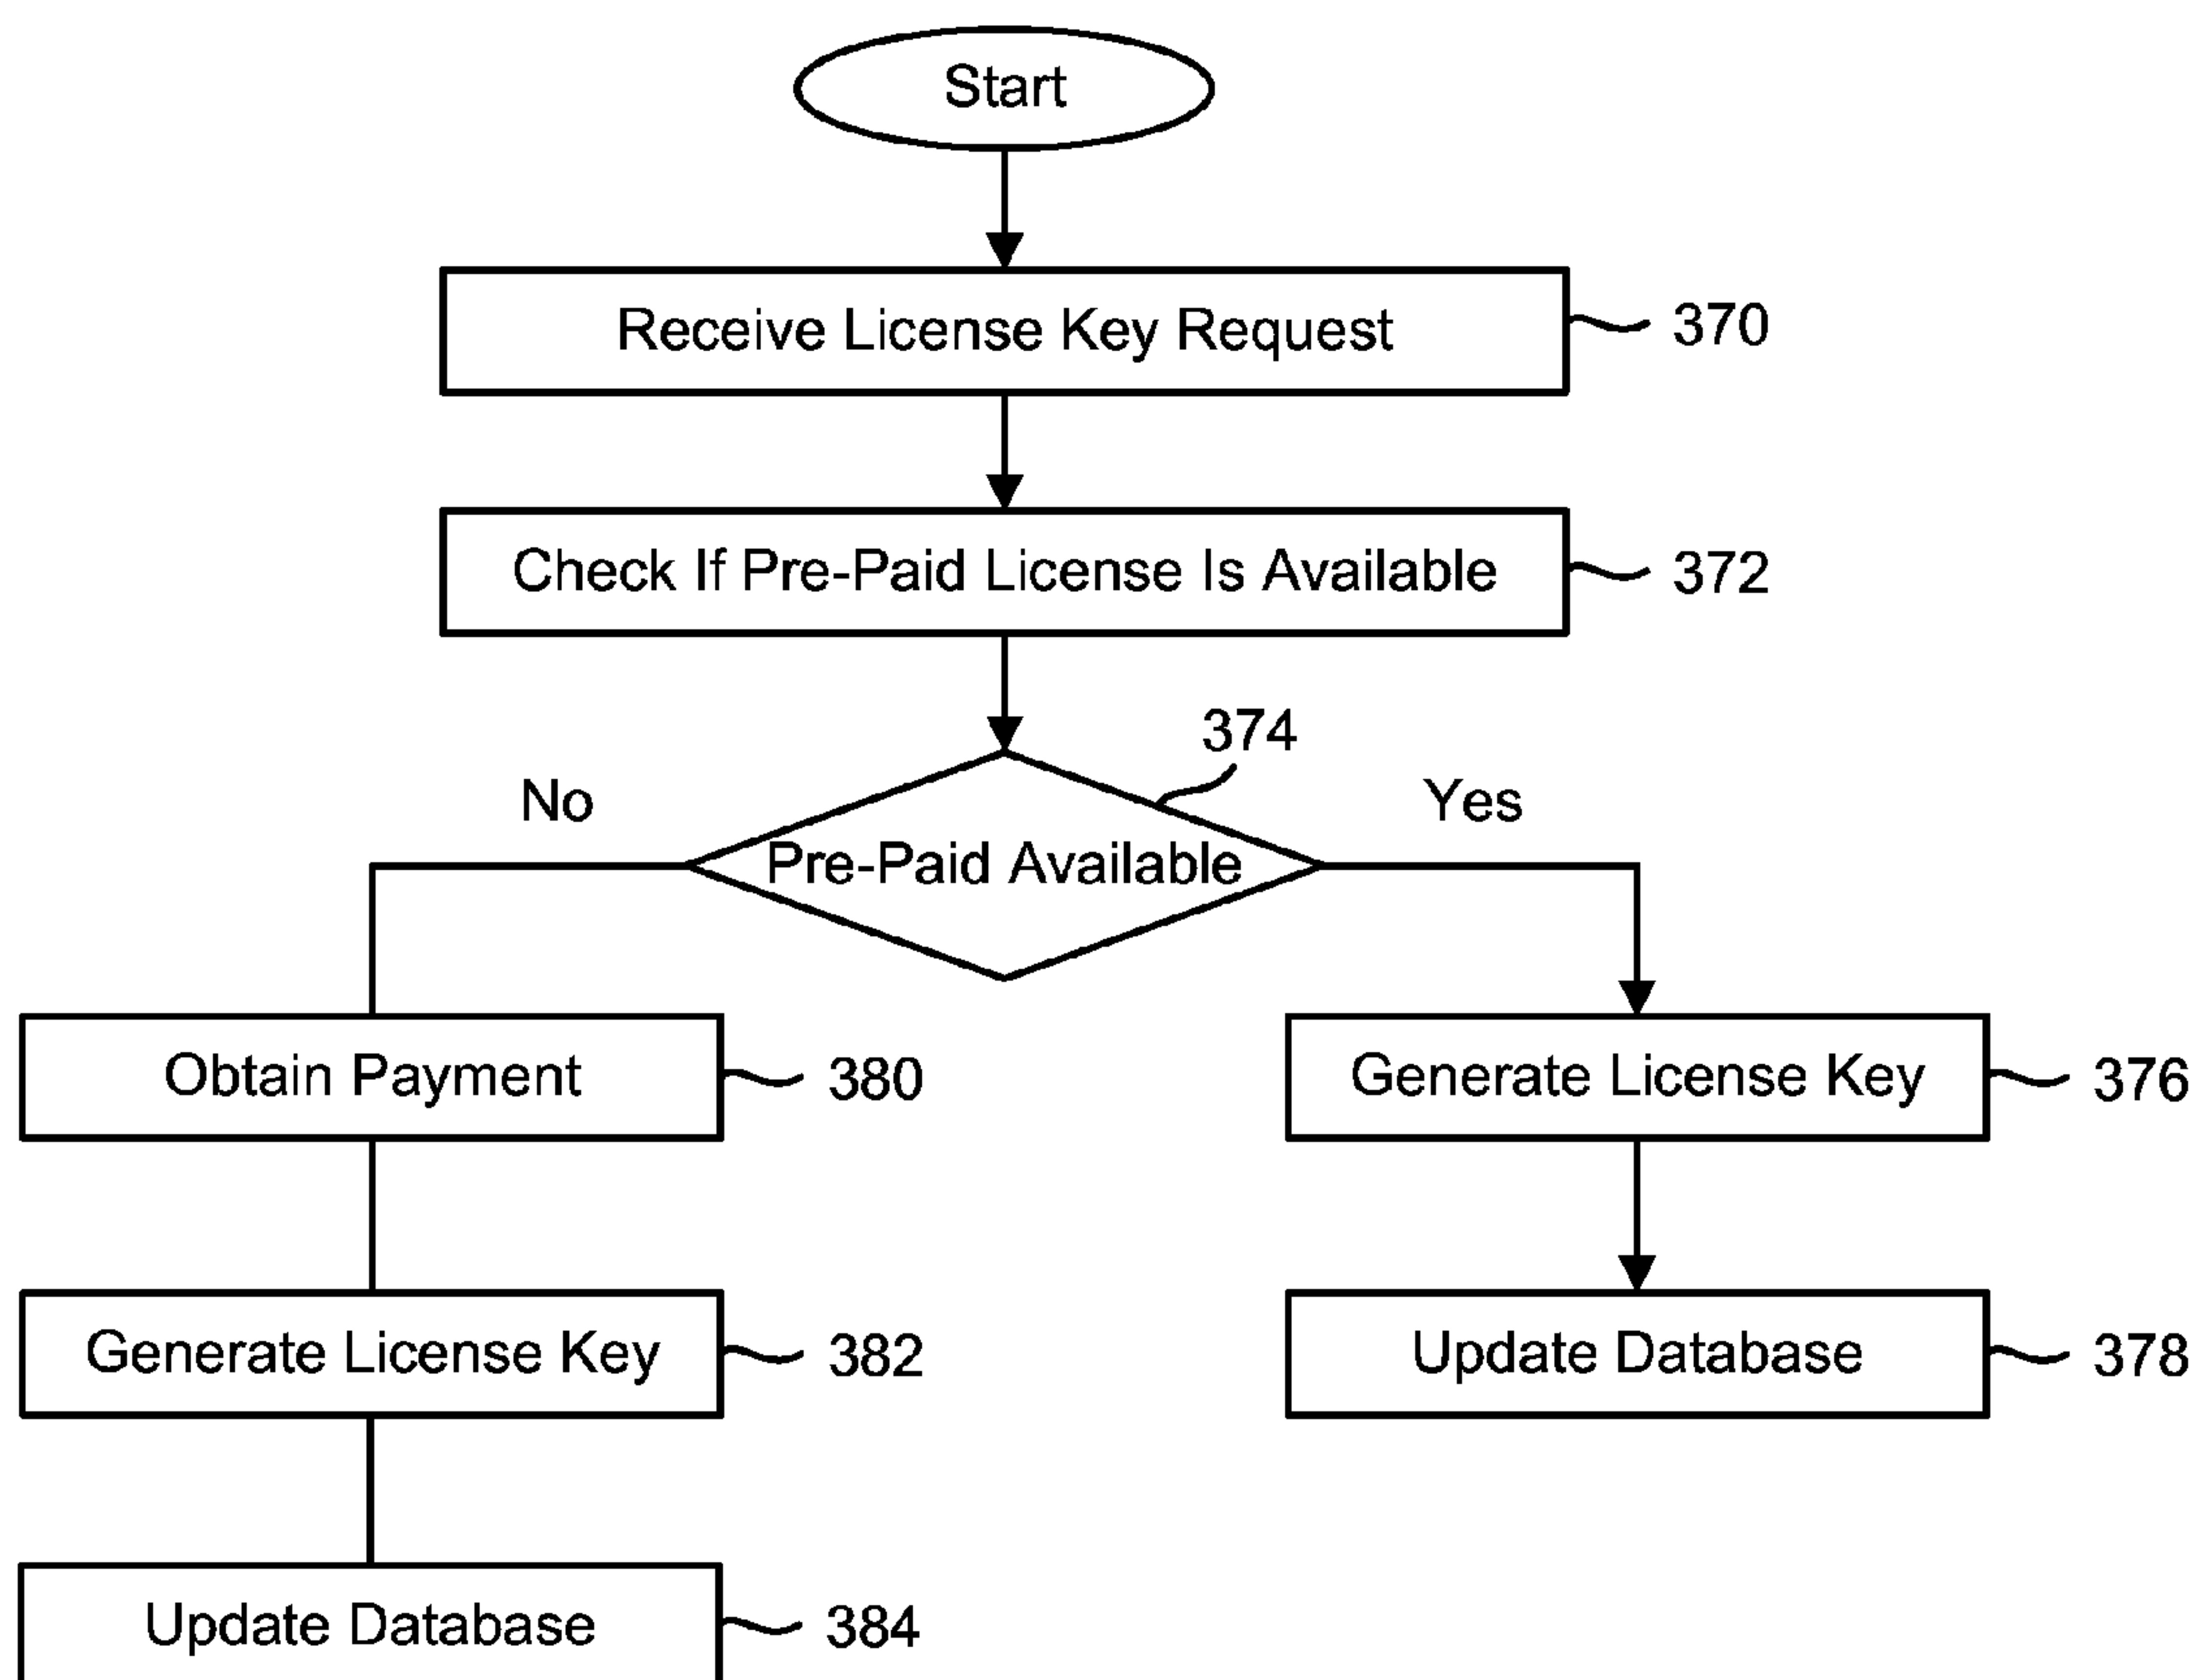 Start
Receive License Key Request
370
Check If Pre-Paid License Is Available
372
374
No
Yes
Pre-Paid Available
Obtain Payment
380
Generate License Key
376
Generate License Key
382
Update Database
378
Update Database
384